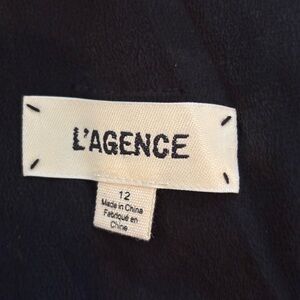 L'AGENCE
12
Made in China
Fabriqué en
Chine